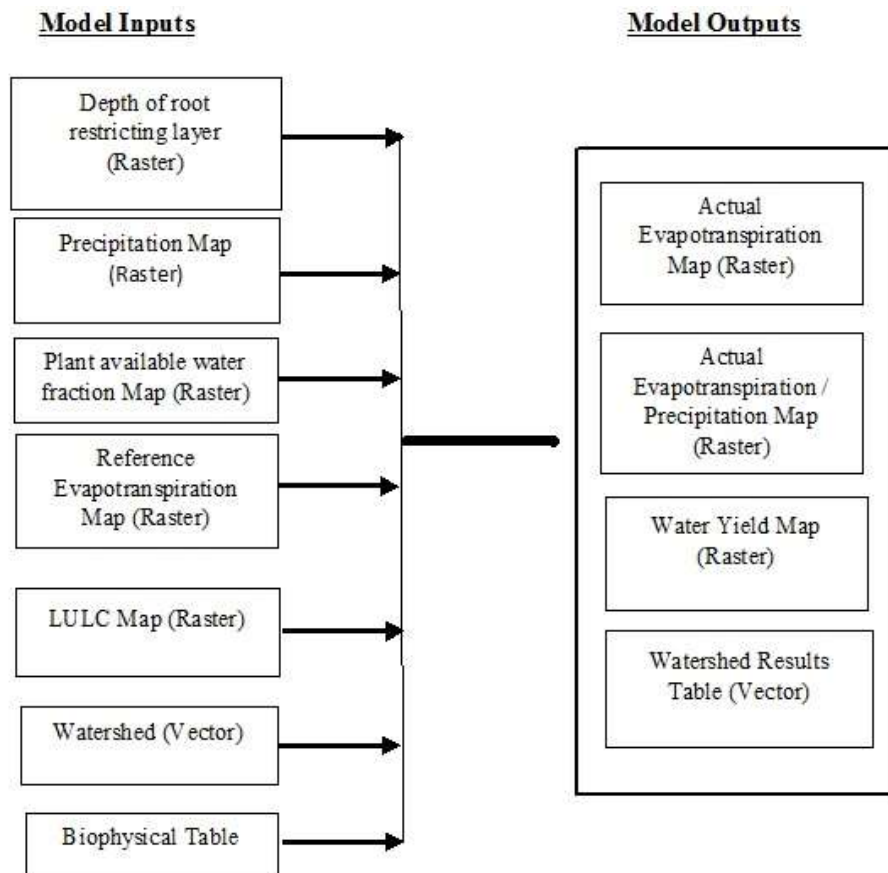 Model Inputs
Depth of root
restricting layer
(Raster)
Precipitation Map
(Raster)
Plant available water
fraction Map (Raster)
Reference
Evapotranspiration
Map (Raster)
LULC Map (Raster)
Watershed (Vector)
Biophysical Table
Model Outputs
Actual
Evapotranspiration
Map (Raster)
Actual
Evapotranspiration /
Precipitation Map
(Raster)
Water Yield Map
(Raster)
Watershed Results
Table (Vector)